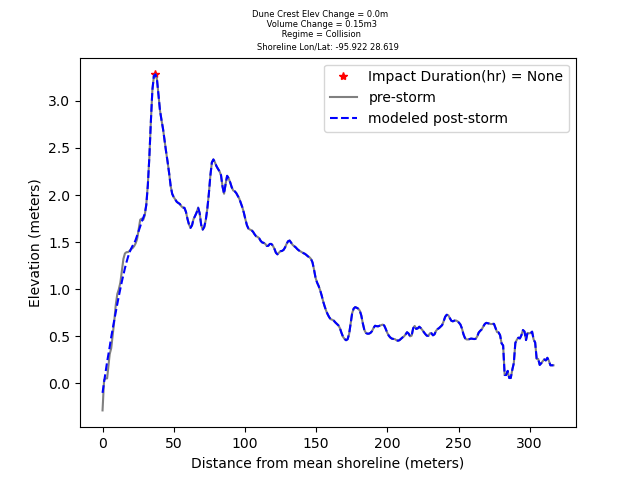 Dune Crest Elev Change = 0.0m
Volume Change = 0.15m3
Regime = Collision
Shoreline Lon/Lat: -95.922 28.619
Impact Duration(hr) = None
pre-storm
modeled post-storm
3.0
2.5
2.0
1.5
1.0
0.5
0.0
Elevation (meters)
0 50 100 150 200 250 300
Distance from mean shoreline (meters)